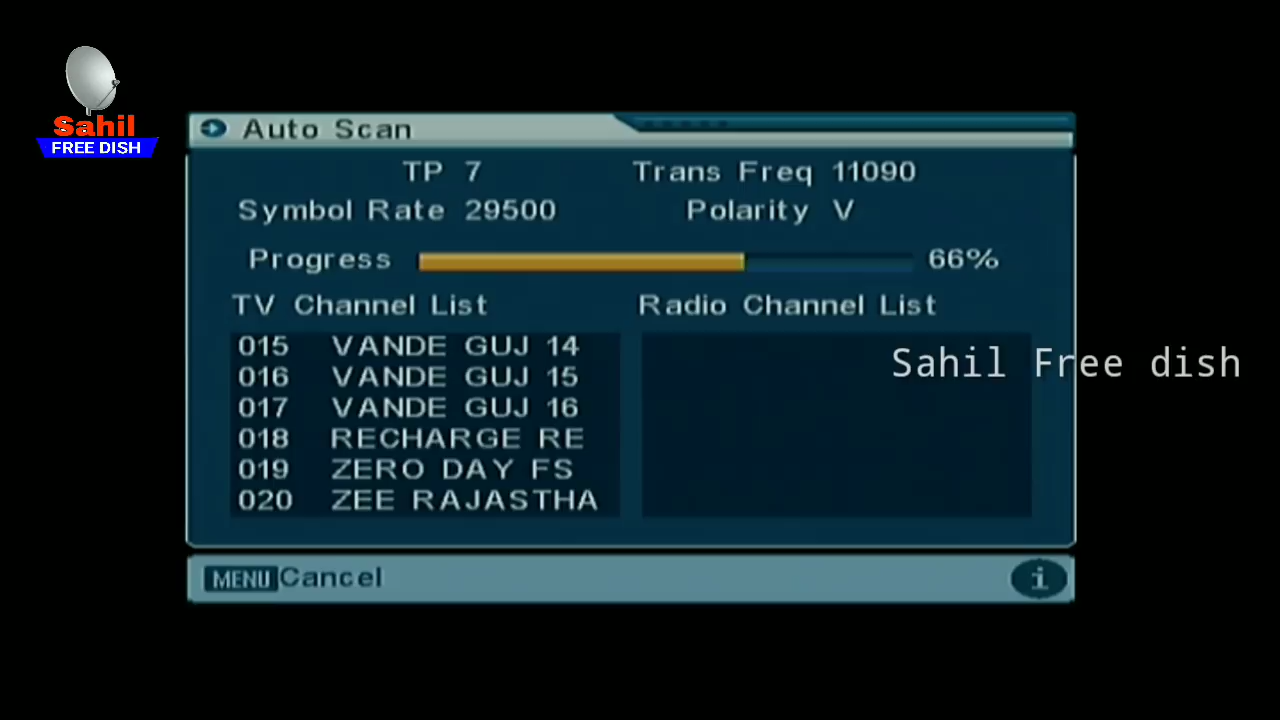 Sahil
FREE DISH
Auto Scan
TP 7
Trans Freq 11090
Symbol Rate 29500
Polarity V
Progress
66%
TV Channel List
Radio Channel List
015 VANDE GUJ 14
016 VANDE GUJ 15
017 VANDE GUJ 16
018 RECHARGE RE
019 ZERO DAY FS
020 ZEE RAJASTHA
Sahil Free dish
MENU Cancel
i